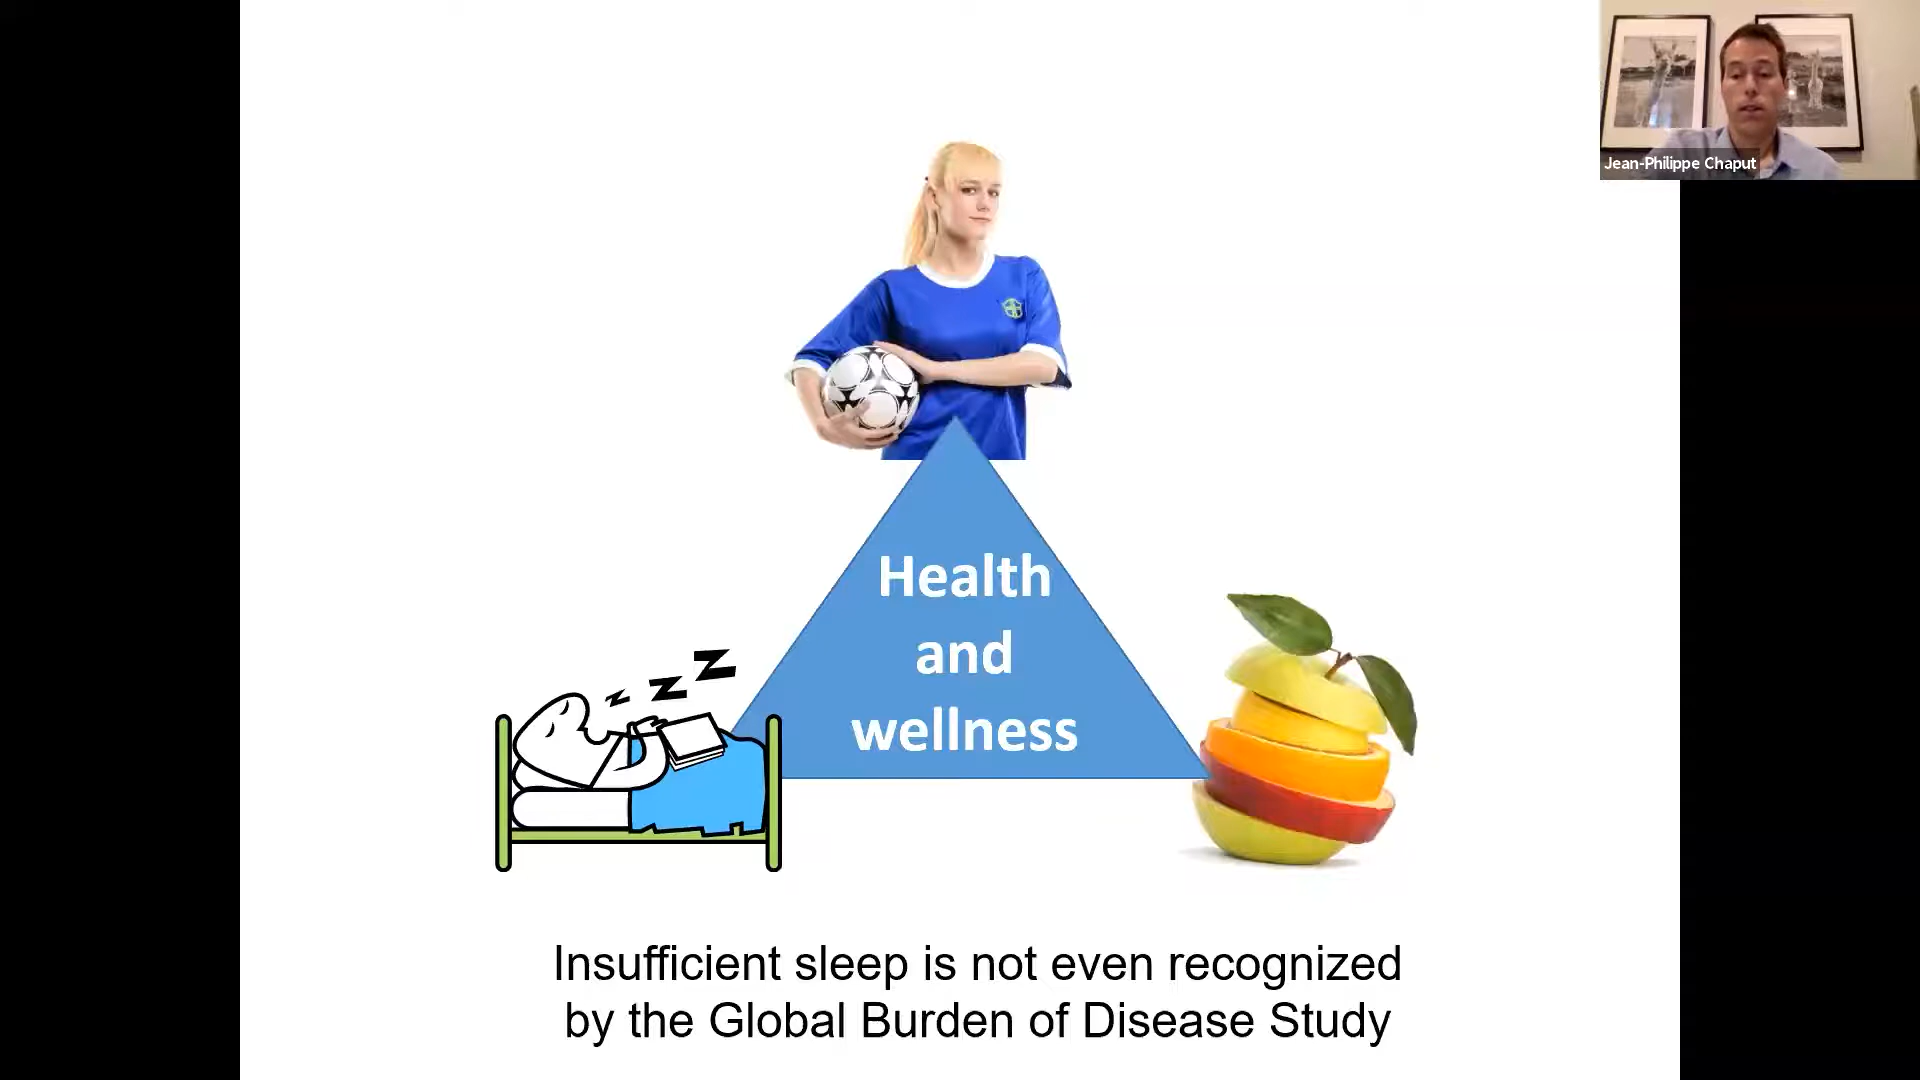 Jean-Philippe Chaput
z z z
Health
and
wellness
Insufficient sleep is not even recognized
by the Global Burden of Disease Study